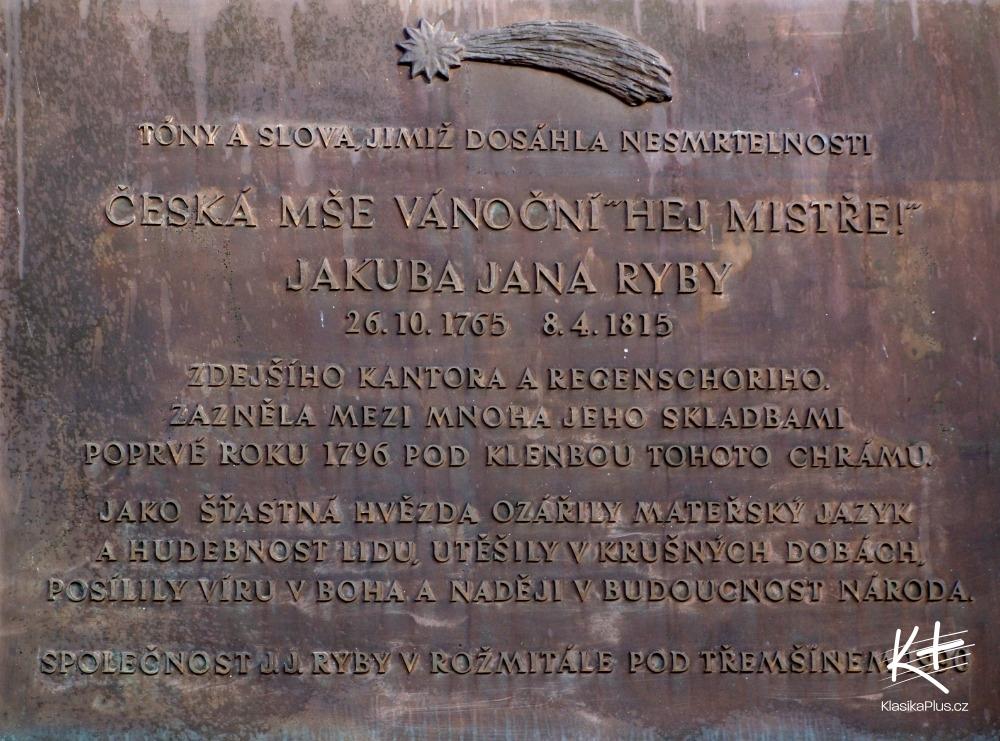 TÓNY A SLOVA, JIMIŽ DOSÁHLA NESMRTELNOSTI
ČESKÁ MŠE VÁNOČNÍ "HEJ MISTŘE!"
JAKUBA JANA RYBY
26.10.1765 8.4.1815
ZDEJŠÍHO KANTORA A REGENSCHORIHO.
ZAZNĚLA MEZI MNOHA JEHO SKLADBAMI
POPRVÉ ROKU 1796 POD KLENBOU TOHOTO CHRÁMU.
JAKO ŠŤASTNÁ HVĚZDA OZÁŘILY MATEŘSKÝ JAZYK
A HUDEBNOST LIDU, UTĚŠILY V KRUŠNÝCH DOBÁCH,
POSÍLILY VÍRU V BOHA A NADĚJI V BUDOUCNOST NÁRODA.
SPOLEČNOST J.J. RYBY V ROŽMITÁLE POD TŘEMŠÍNEM
Kt
KlasikaPlus.cz